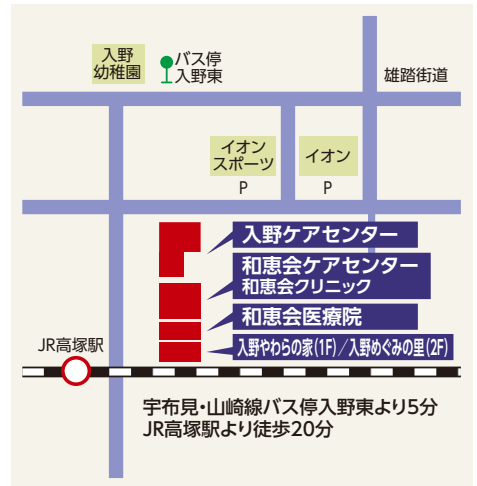 入野
幼稚園
バス停
入野東
雄踏街道
イオン
スポーツ
P
イオン
P
入野ケアセンター
和恵会ケアセンター
和恵会クリニック
和恵会医療院
入野やわらの家(1F)/入野めぐみの里(2F)
JR高塚駅
宇布見・山崎線バス停入野東より5分
JR高塚駅より徒歩20分